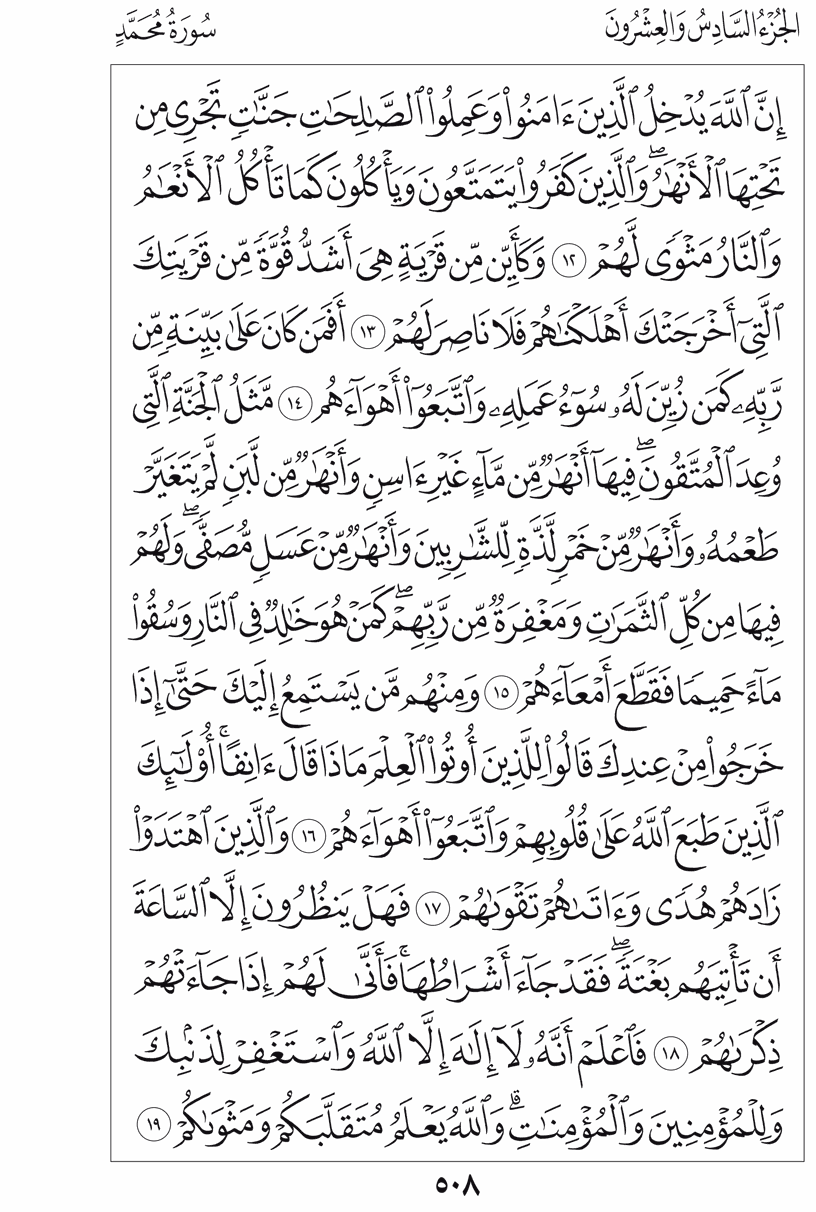 الجُزْءُ السَّادِسُ وَالعِشْرُونَ
سُورَةُ مُحَمَّدٍ
إِنَّ ٱللَّهَ يُدْخِلُ ٱلَّذِينَ ءَامَنُوا۟ وَعَمِلُوا۟ ٱلصَّـٰلِحَـٰتِ جَنَّـٰتٍ تَجْرِى مِن
تَحْتِهَا ٱلْأَنْهَـٰرُ ۖ وَٱلَّذِينَ كَفَرُوا۟ يَتَمَتَّعُونَ وَيَأْكُلُونَ كَمَا تَأْكُلُ ٱلْأَنْعَـٰمُ
وَٱلنَّارُ مَثْوًى لَّهُمْ ١٢ وَكَأَيِّن مِّن قَرْيَةٍ هِىَ أَشَدُّ قُوَّةً مِّن قَرْيَتِكَ
ٱلَّتِىٓ أَخْرَجَتْكَ أَهْلَكْنَـٰهُمْ فَلَا نَاصِرَ لَهُمْ ١٣ أَفَمَن كَانَ عَلَىٰ بَيِّنَةٍ مِّن
رَّبِّهِۦ كَمَن زُيِّنَ لَهُۥ سُوٓءُ عَمَلِهِۦ وَٱتَّبَعُوٓا۟ أَهْوَآءَهُم ١٤ مَّثَلُ ٱلْجَنَّةِ ٱلَّتِى
وُعِدَ ٱلْمُتَّقُونَ ۖ فِيهَآ أَنْهَـٰرٌ مِّن مَّآءٍ غَيْرِ ءَاسِنٍ وَأَنْهَـٰرٌ مِّن لَّبَنٍ لَّمْ يَتَغَيَّرْ
طَعْمُهُۥ وَأَنْهَـٰرٌ مِّنْ خَمْرٍ لَّذَّةٍ لِّلشَّـٰرِبِينَ وَأَنْهَـٰرٌ مِّنْ عَسَلٍ مُّصَفًّى ۖ وَلَهُمْ
فِيهَا مِن كُلِّ ٱلثَّمَرَٰتِ وَمَغْفِرَةٌ مِّن رَّبِّهِمْ ۖ كَمَنْ هُوَ خَـٰلِدٌ فِى ٱلنَّارِ وَسُقُوا۟
مَآءً حَمِيمًا فَقَطَّعَ أَمْعَآءَهُمْ ١٥ وَمِنْهُم مَّن يَسْتَمِعُ إِلَيْكَ حَتَّىٰٓ إِذَا
خَرَجُوا۟ مِنْ عِندِكَ قَالُوا۟ لِلَّذِينَ أُوتُوا۟ ٱلْعِلْمَ مَاذَا قَالَ ءَانِفًا ۚ أُو۟لَـٰٓئِكَ
ٱلَّذِينَ طَبَعَ ٱللَّهُ عَلَىٰ قُلُوبِهِمْ وَٱتَّبَعُوٓا۟ أَهْوَآءَهُمْ ١٦ وَٱلَّذِينَ ٱهْتَدَوْا۟
زَادَهُمْ هُدًى وَءَاتَىٰهُمْ تَقْوَىٰهُمْ ١٧ فَهَلْ يَنظُرُونَ إِلَّا ٱلسَّاعَةَ
أَن تَأْتِيَهُم بَغْتَةً ۖ فَقَدْ جَآءَ أَشْرَاطُهَا ۚ فَأَنَّىٰ لَهُمْ إِذَا جَآءَتْهُمْ
ذِكْرَىٰهُمْ ١٨ فَٱعْلَمْ أَنَّهُۥ لَآ إِلَـٰهَ إِلَّا ٱللَّهُ وَٱسْتَغْفِرْ لِذَنۢبِكَ
وَلِلْمُؤْمِنِينَ وَٱلْمُؤْمِنَـٰتِ ۗ وَٱللَّهُ يَعْلَمُ مُتَقَلَّبَكُمْ وَمَثْوَىٰكُمْ ١٩
٥٠٨